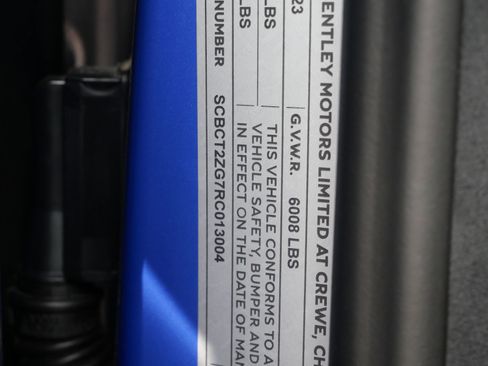 ENTLEY MOTORS LIMITED AT CREWE, CH
23 G.V.W.R. 6008 LBS
LBS THIS VEHICLE CONFORMS TO A
VEHICLE SAFETY, BUMPER AND
LBS IN EFFECT ON THE DATE OF MAN
NUMBER SCBCT2ZG7RC013004